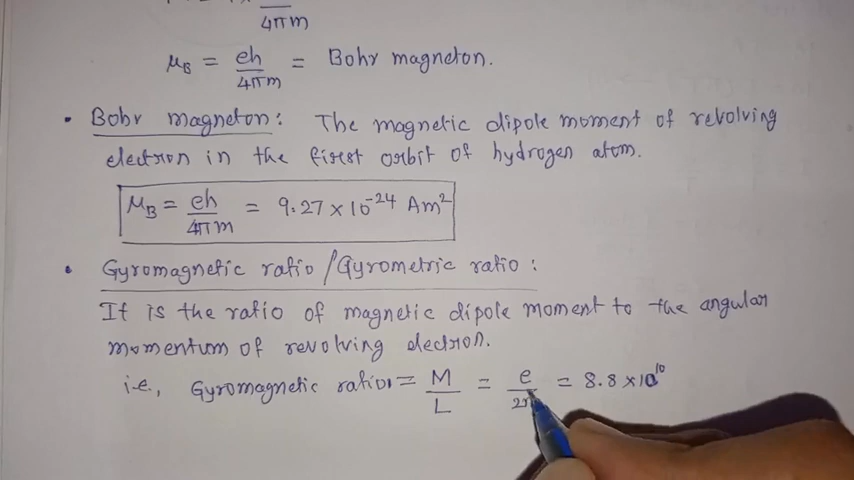 4πm
μB = eh/4πm = Bohr magneton.
• Bohr magneton: The magnetic dipole moment of revolving
electron in the first orbit of hydrogen atom.
μB = eh/4πm = 9.27 × 10⁻²⁴ Am²
• Gyromagnetic ratio/Gyrometric ratio:
It is the ratio of magnetic dipole moment to the angular
momentum of revolving electron.
i.e., Gyromagnetic ratio = M/L = e/2m = 8.8 × 10¹⁰